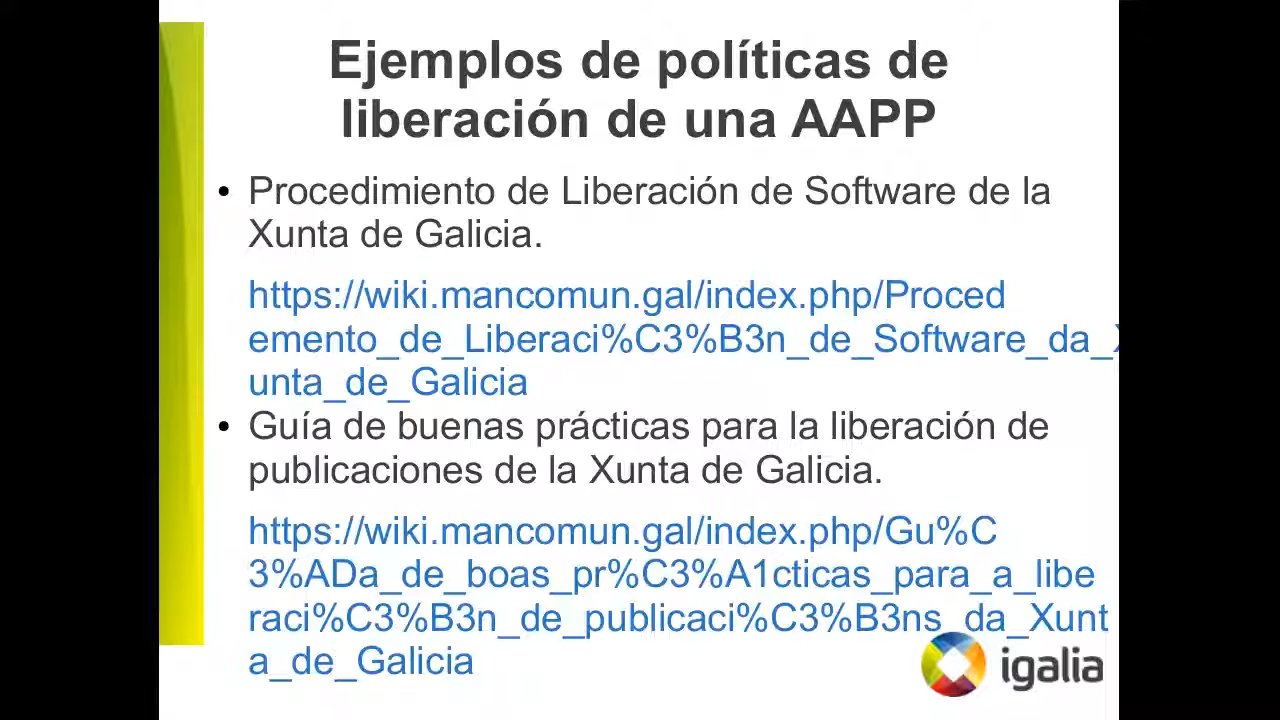 Ejemplos de políticas de
liberación de una AAPP
• Procedimiento de Liberación de Software de la
Xunta de Galicia.
https://wiki.mancomun.gal/index.php/Proced
emento_de_Liberaci%C3%B3n_de_Software_da_X
unta_de_Galicia
• Guía de buenas prácticas para la liberación de
publicaciones de la Xunta de Galicia.
https://wiki.mancomun.gal/index.php/Gu%C
3%ADa_de_boas_pr%C3%A1cticas_para_a_libe
raci%C3%B3n_de_publicaci%C3%B3ns_da_Xunt
a_de_Galicia
igalia